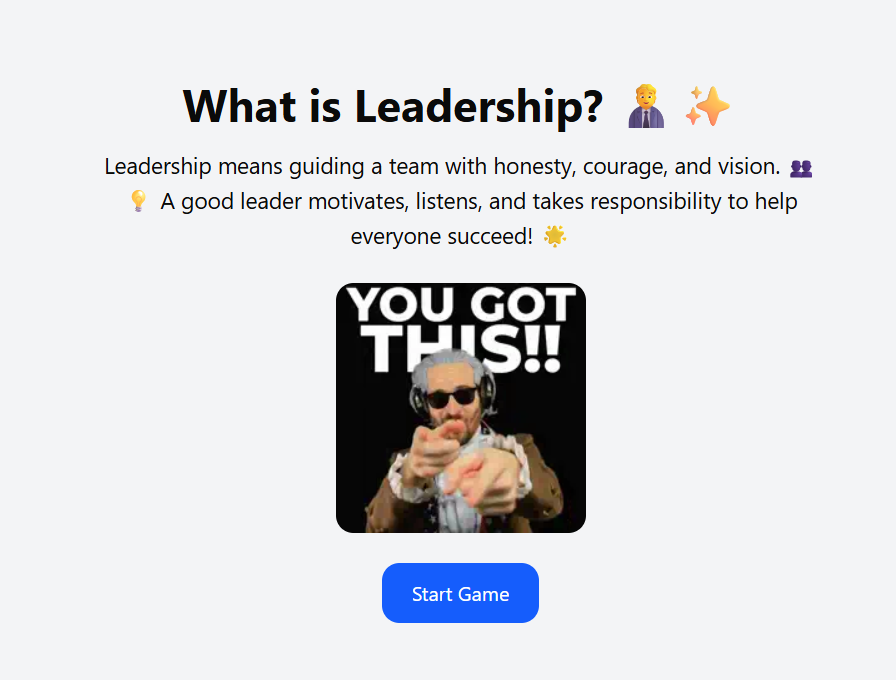 What is Leadership? 👨‍💼 ✨
Leadership means guiding a team with honesty, courage, and vision. 👥
💡 A good leader motivates, listens, and takes responsibility to help
everyone succeed! 🌟
YOU GOT
THIS!!
Start Game